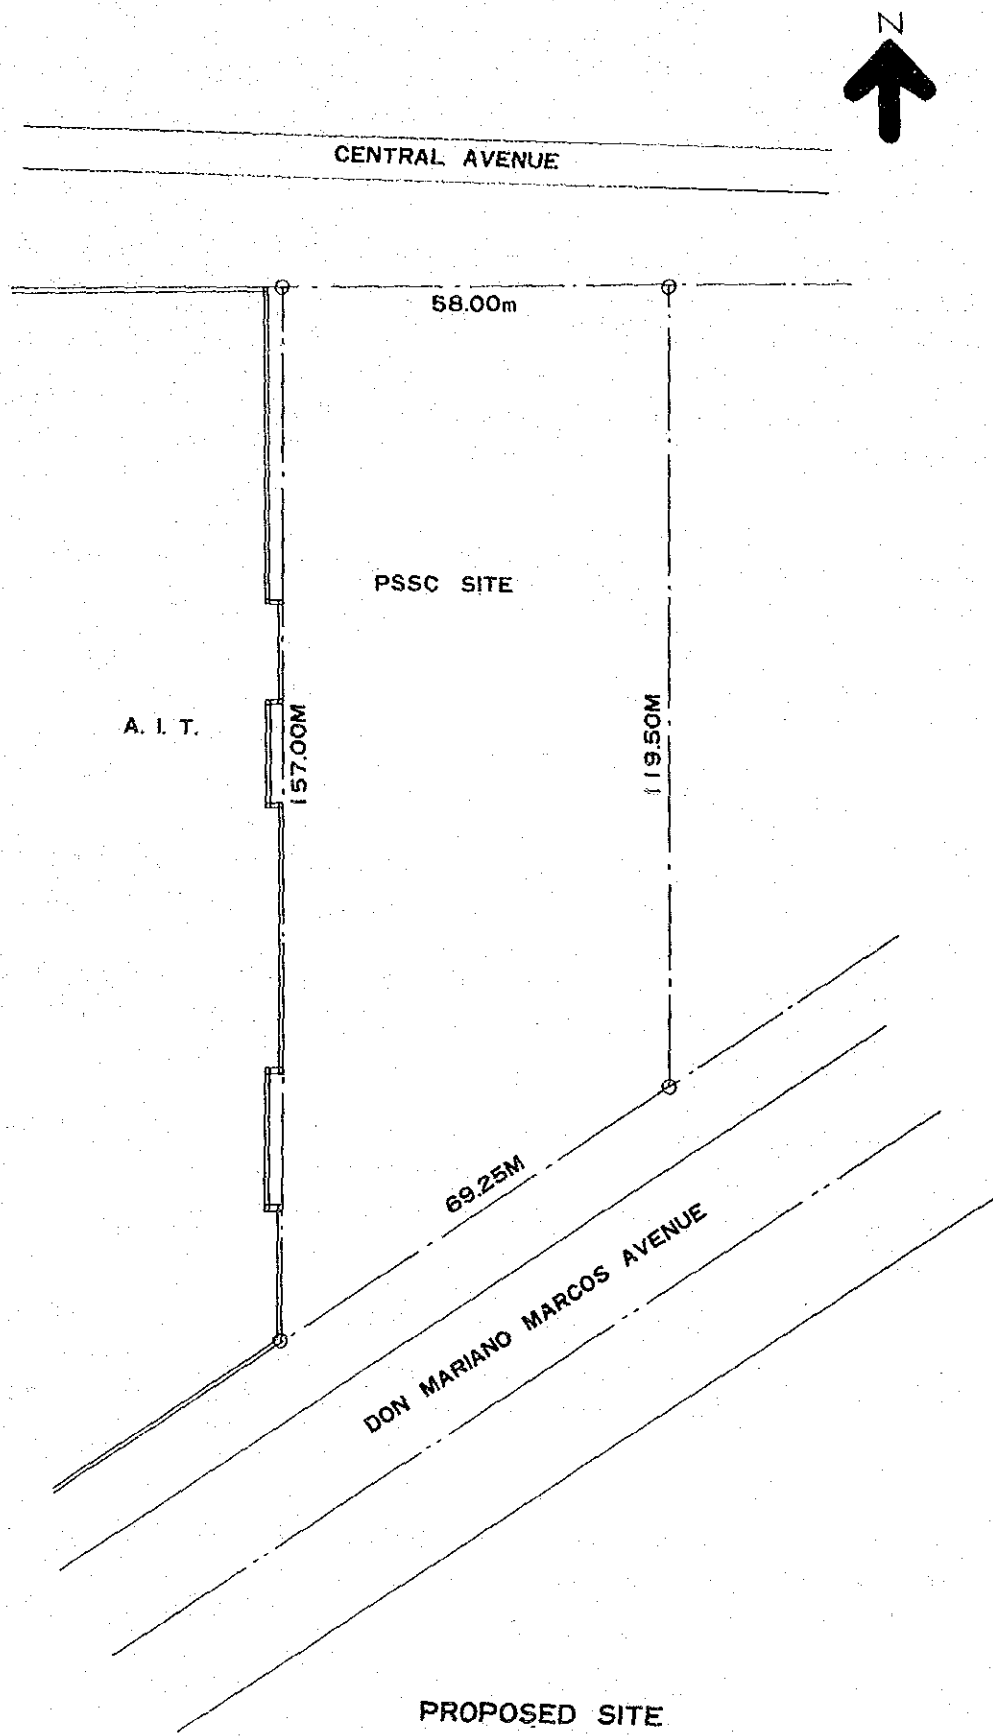 N
CENTRAL AVENUE
58.00m
PSSC SITE
A. I. T.
157.00M
119.50M
69.25M
DON MARIANO MARCOS AVENUE
PROPOSED SITE